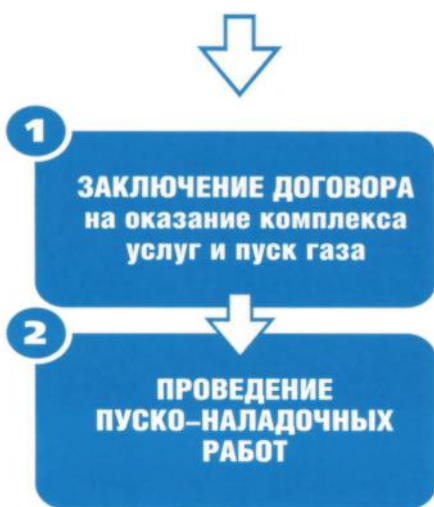 1
ЗАКЛЮЧЕНИЕ ДОГОВОРА
на оказание комплекса
услуг и пуск газа
2
ПРОВЕДЕНИЕ
ПУСКО–НАЛАДОЧНЫХ
РАБОТ